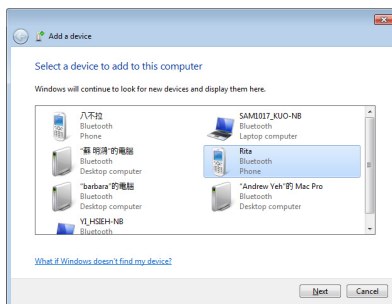 Add a device
Select a device to add to this computer
Windows will continue to look for new devices and display them here.
八不拉
Bluetooth
Phone
SAM1017_KUO-NB
Bluetooth
Laptop computer
"蘇 明鴻"的電腦
Bluetooth
Desktop computer
Rita
Bluetooth
Phone
"barbara"的電腦
Bluetooth
Desktop computer
"Andrew Yeh"的 Mac Pro
Bluetooth
Desktop computer
YI_HSIEH-NB
Bluetooth
What if Windows doesn't find my device?
Next
Cancel